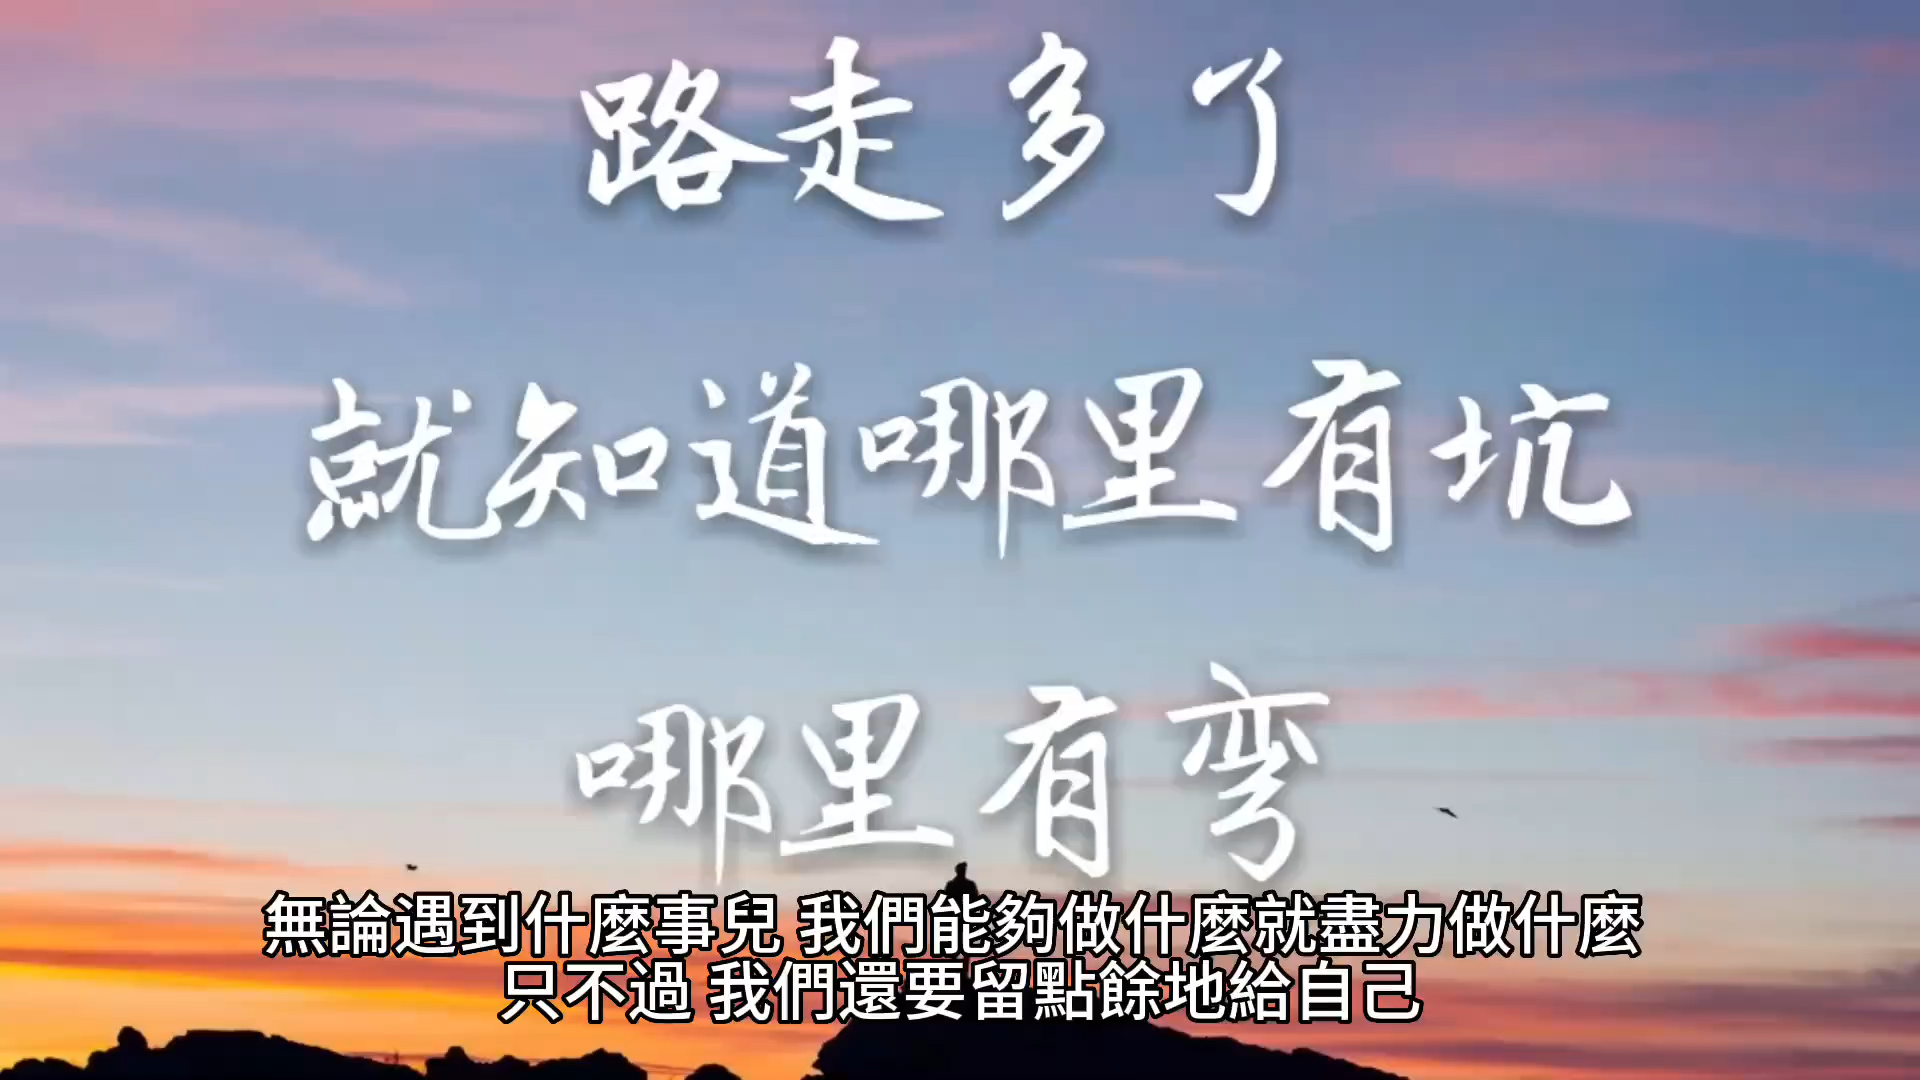 路走多了
就知道哪里有坑
哪里有弯
無論遇到什麼事兒 我們能夠做什麼就盡力做什麼
只不過 我們還要留點餘地給自己